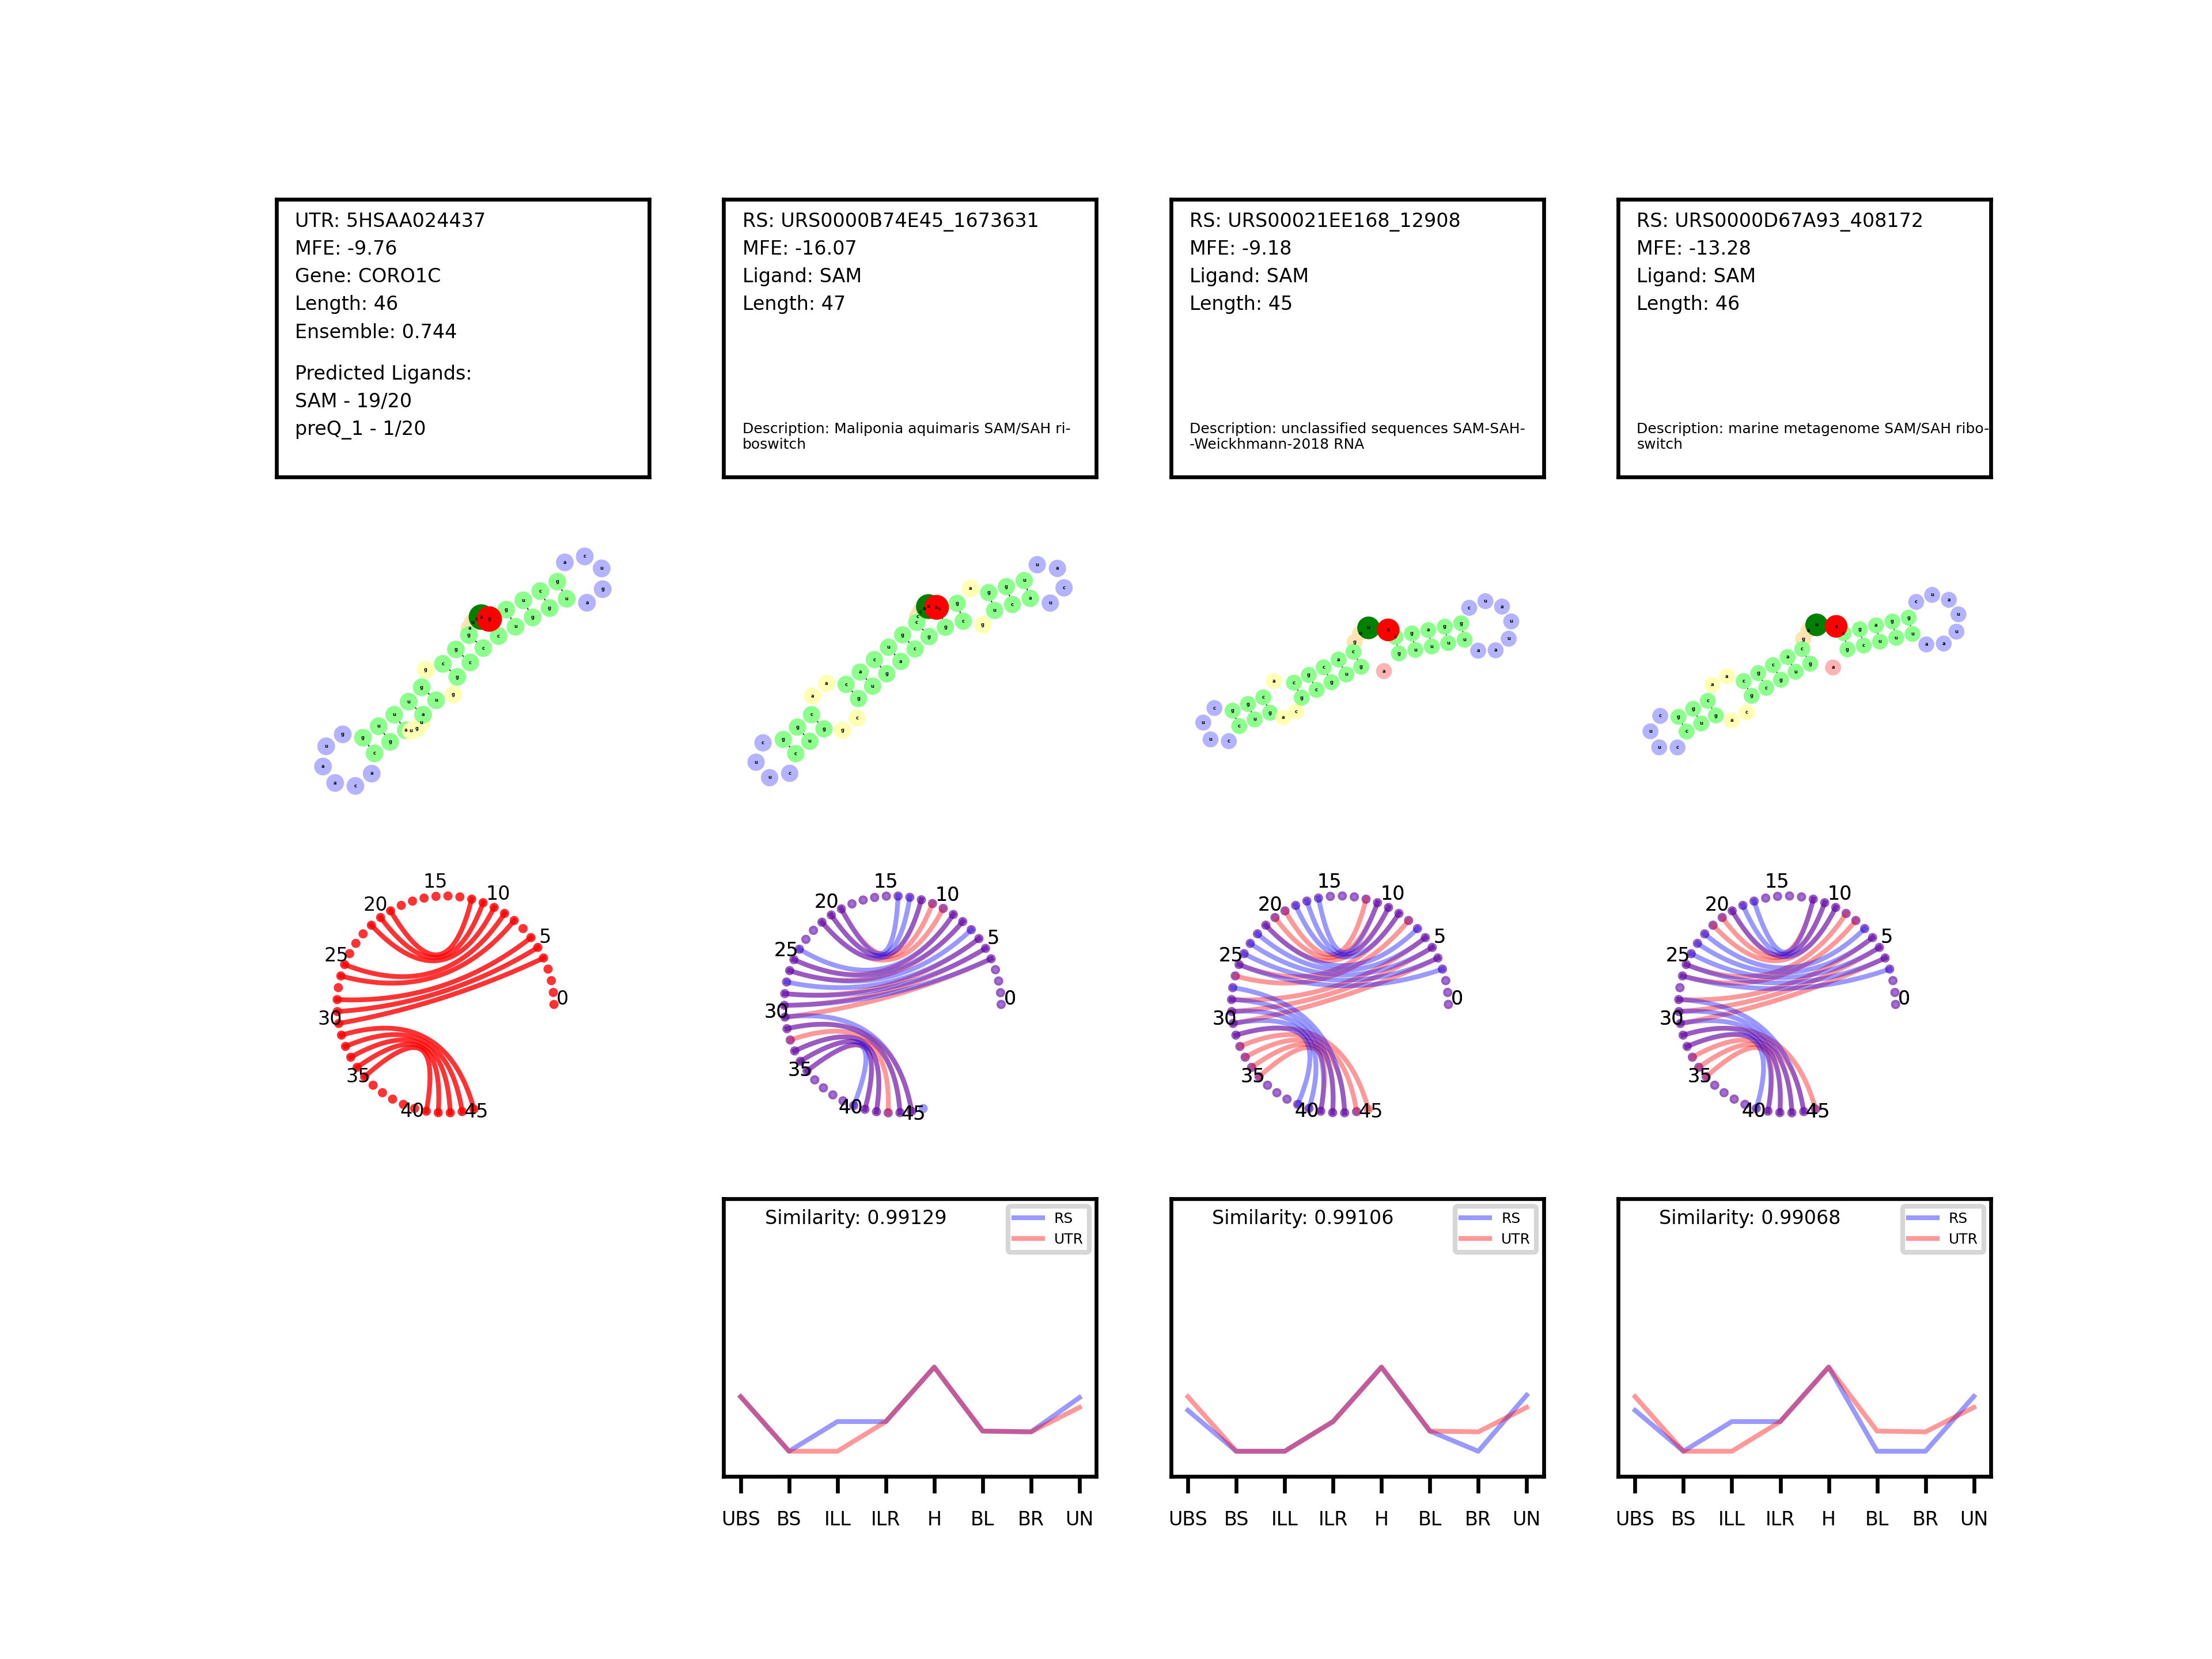 UTR: 5HSAA024437
MFE: -9.76
Gene: CORO1C
Length: 46
Ensemble: 0.744
Predicted Ligands:
SAM - 19/20
preQ_1 - 1/20
RS: URS0000B74E45_1673631
MFE: -16.07
Ligand: SAM
Length: 47
Description: Maliponia aquimaris SAM/SAH ri-
boswitch
RS: URS00021EE168_12908
MFE: -9.18
Ligand: SAM
Length: 45
Description: unclassified sequences SAM-SAH-
-Weickhmann-2018 RNA
RS: URS0000D67A93_408172
MFE: -13.28
Ligand: SAM
Length: 46
Description: marine metagenome SAM/SAH ribo-
switch
0
5
10
15
20
25
30
35
40
45
0
5
10
15
20
25
30
35
40
45
0
5
10
15
20
25
30
35
40
45
0
5
10
15
20
25
30
35
40
45
Similarity: 0.99129
RS
UTR
UBS BS ILL ILR H BL BR UN
Similarity: 0.99106
RS
UTR
UBS BS ILL ILR H BL BR UN
Similarity: 0.99068
RS
UTR
UBS BS ILL ILR H BL BR UN